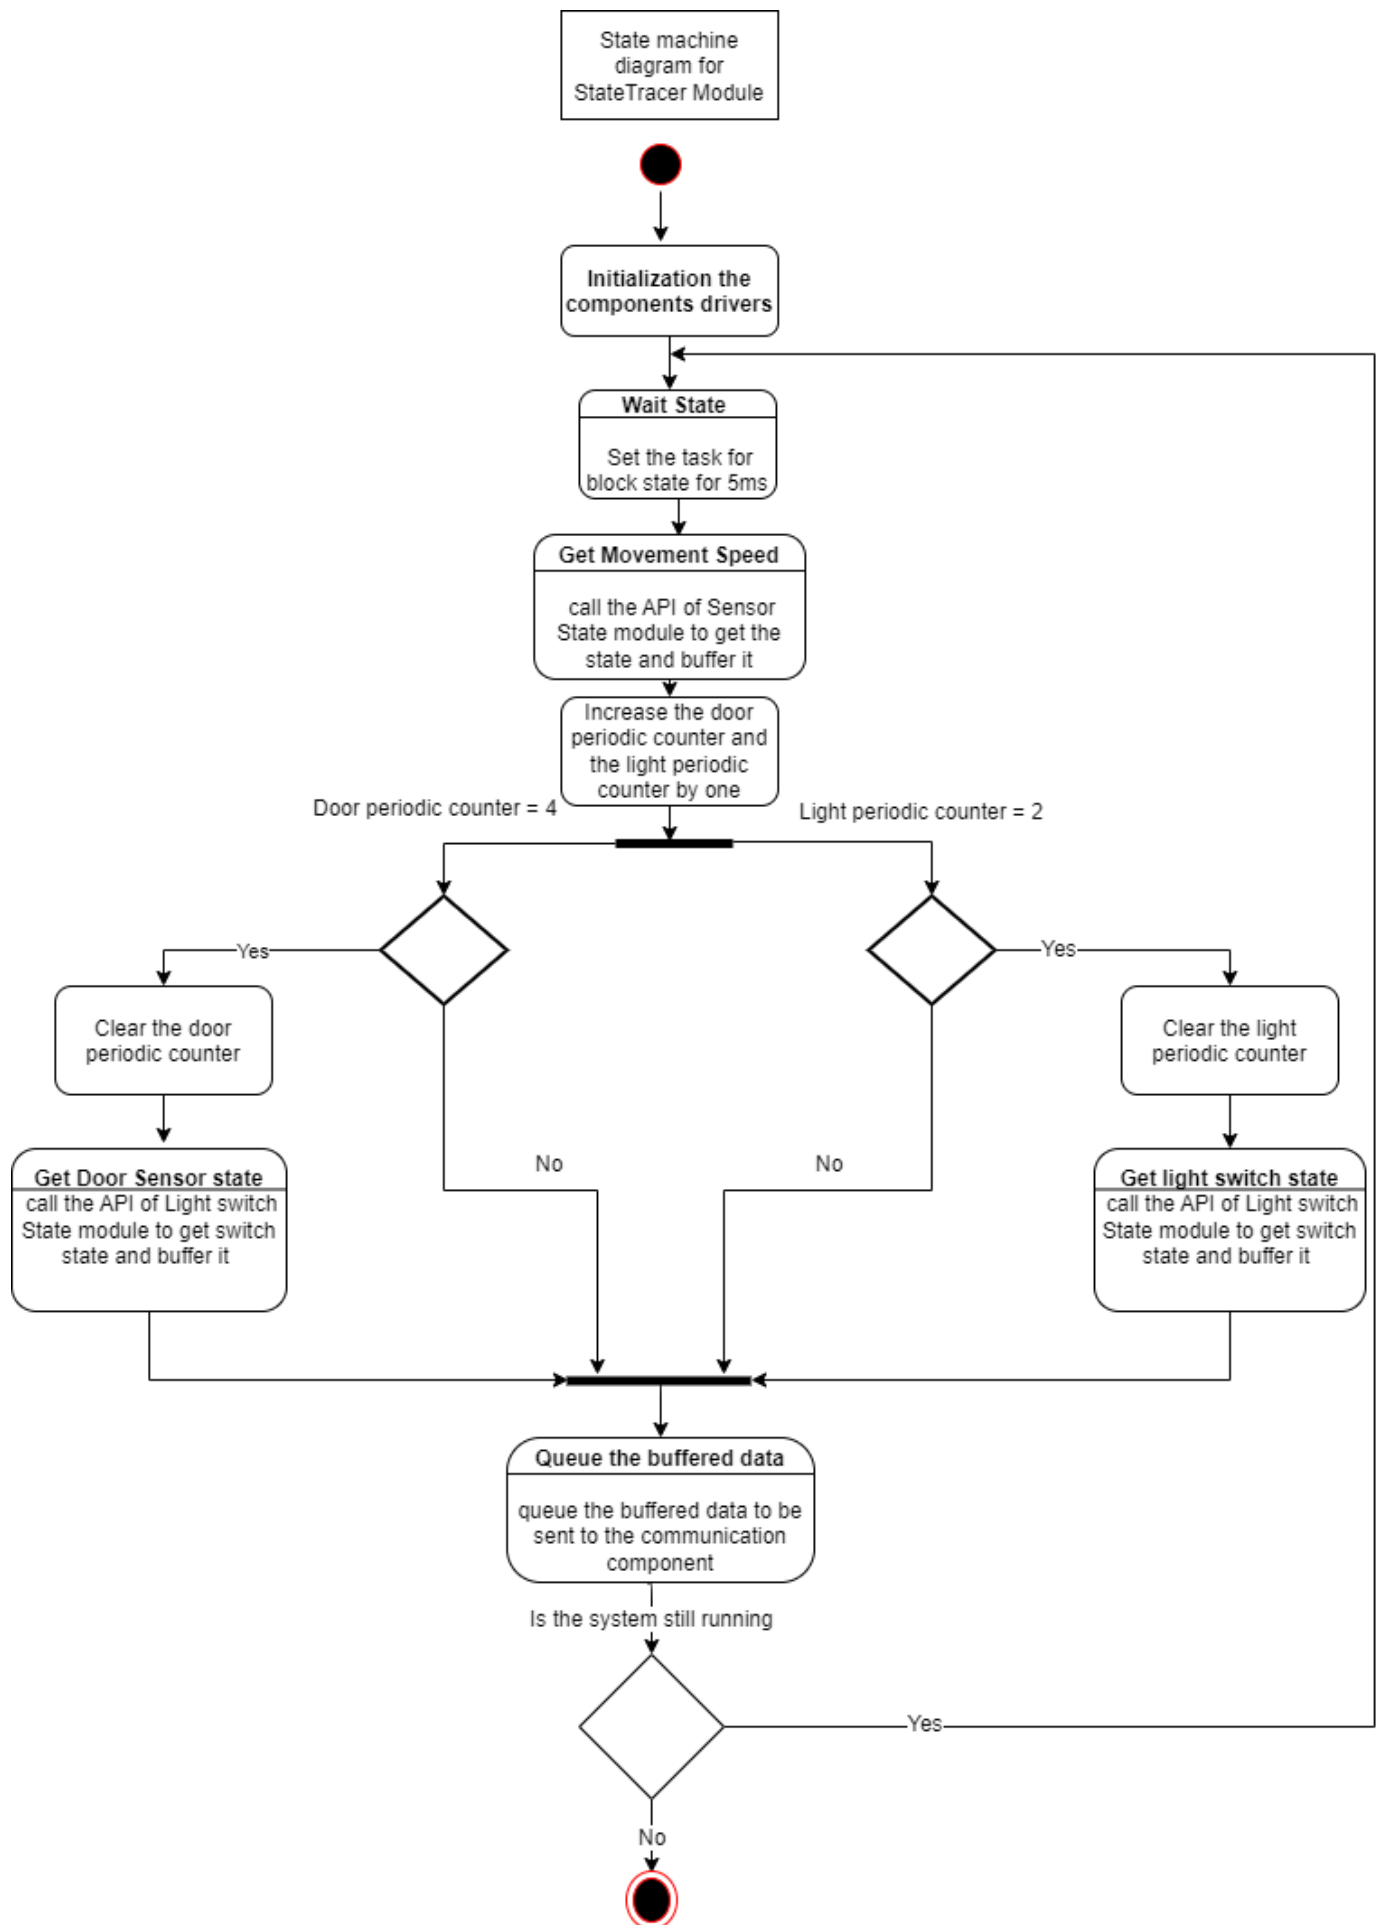 State machine
diagram for
StateTracer Module
Initialization the
components drivers
Wait State
Set the task for
block state for 5ms
Get Movement Speed
call the API of Sensor
State module to get the
state and buffer it
Increase the door
periodic counter and
the light periodic
counter by one
Door periodic counter = 4
Light periodic counter = 2
Yes
Yes
Clear the door
periodic counter
Clear the light
periodic counter
No
No
Get Door Sensor state
call the API of Light switch
State module to get switch
state and buffer it
Get light switch state
call the API of Light switch
State module to get switch
state and buffer it
Queue the buffered data
queue the buffered data to be
sent to the communication
component
Is the system still running
Yes
No